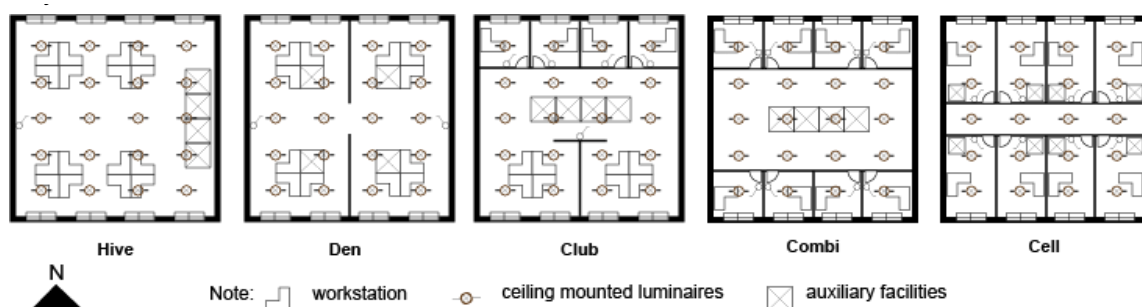 Hive Den Club Combi Cell
N
Note: workstation ceiling mounted luminaires auxiliary facilities